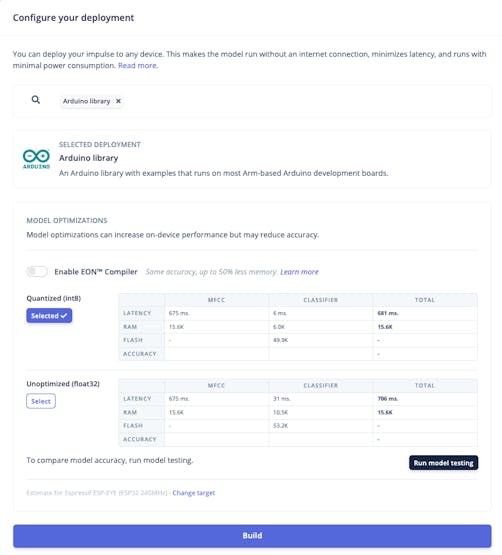 Configure your deployment
You can deploy your impulse to any device. This makes the model run without an internet connection, minimizes latency, and runs with
minimal power consumption. Read more.
Arduino library ×
ARDUINO
SELECTED DEPLOYMENT
Arduino library
An Arduino library with examples that runs on most Arm-based Arduino development boards.
MODEL OPTIMIZATIONS
Model optimizations can increase on-device performance but may reduce accuracy.
Enable EON™ Compiler Same accuracy, up to 50% less memory. Learn more
Quantized (int8)
Selected ✓
MFCC CLASSIFIER TOTAL
LATENCY 675 ms. 6 ms. 681 ms.
RAM 15.6K 6.0K 15.6K
FLASH - 49.9K -
ACCURACY -
Unoptimized (float32)
Select
MFCC CLASSIFIER TOTAL
LATENCY 675 ms. 31 ms. 706 ms.
RAM 15.6K 10.5K 15.6K
FLASH - 53.2K -
ACCURACY -
To compare model accuracy, run model testing.
Run model testing
Estimate for Espressif ESP-EYE (ESP32 240MHz) - Change target
Build